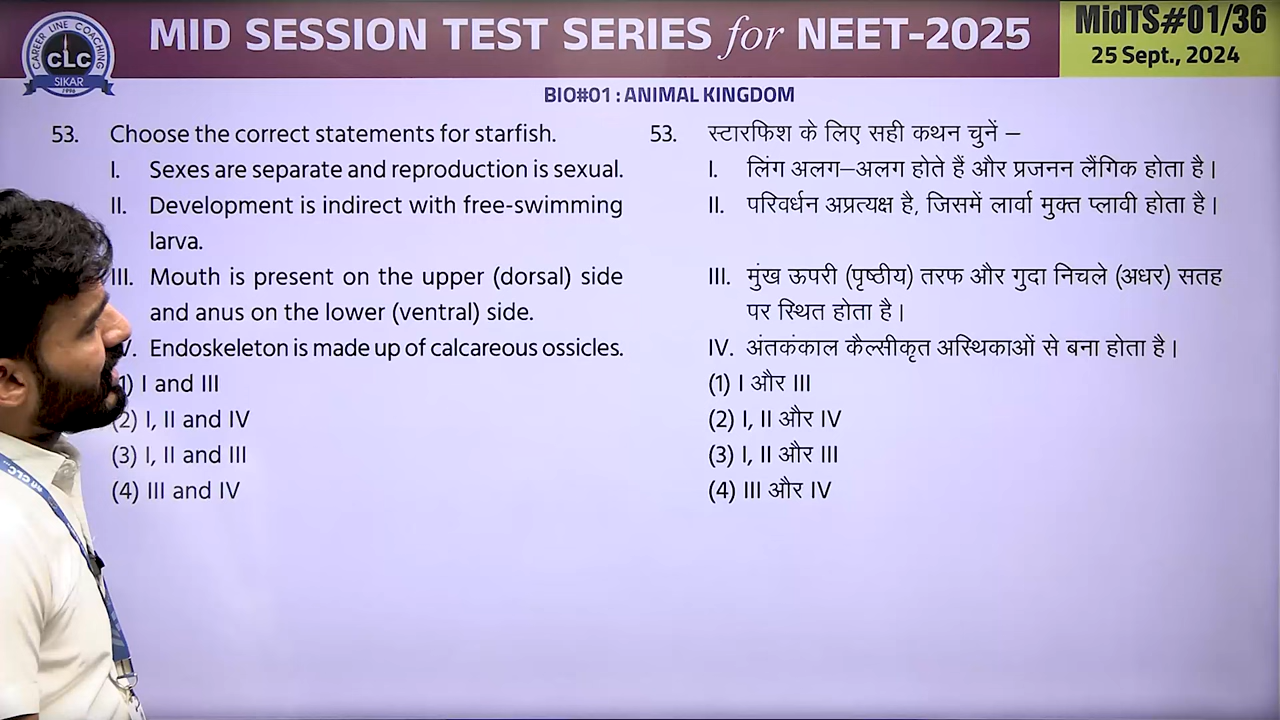 CAREER LINE COACHING
CLC
SIKAR
1996
MID SESSION TEST SERIES for NEET-2025
MidTS#01/36
25 Sept., 2024
BIO#01 : ANIMAL KINGDOM
53. Choose the correct statements for starfish.
I. Sexes are separate and reproduction is sexual.
II. Development is indirect with free-swimming
larva.
III. Mouth is present on the upper (dorsal) side
and anus on the lower (ventral) side.
V. Endoskeleton is made up of calcareous ossicles.
1) I and III
(2) I, II and IV
(3) I, II and III
(4) III and IV
53. स्टारफिश के लिए सही कथन चुनें –
I. लिंग अलग–अलग होते हैं और प्रजनन लैंगिक होता है।
II. परिवर्धन अप्रत्यक्ष है, जिसमें लार्वा मुक्त प्लावी होता है।
III. मुंख ऊपरी (पृष्ठीय) तरफ और गुदा निचले (अधर) सतह
पर स्थित होता है।
IV. अंतकंकाल कैल्सीकृत अस्थिकाओं से बना होता है।
(1) I और III
(2) I, II और IV
(3) I, II और III
(4) III और IV
CLC